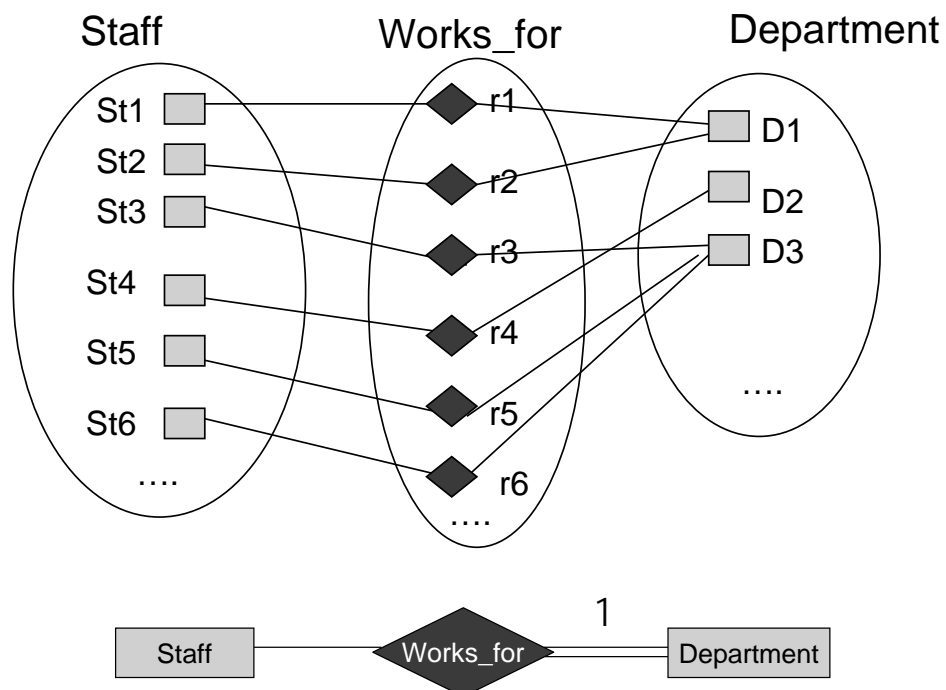 Staff Works_for Department
St1 r1 D1
St2 r2 D2
St3 r3 D3
St4 r4
St5 r5 ....
St6 r6
.... ....
1
Staff Works_for Department